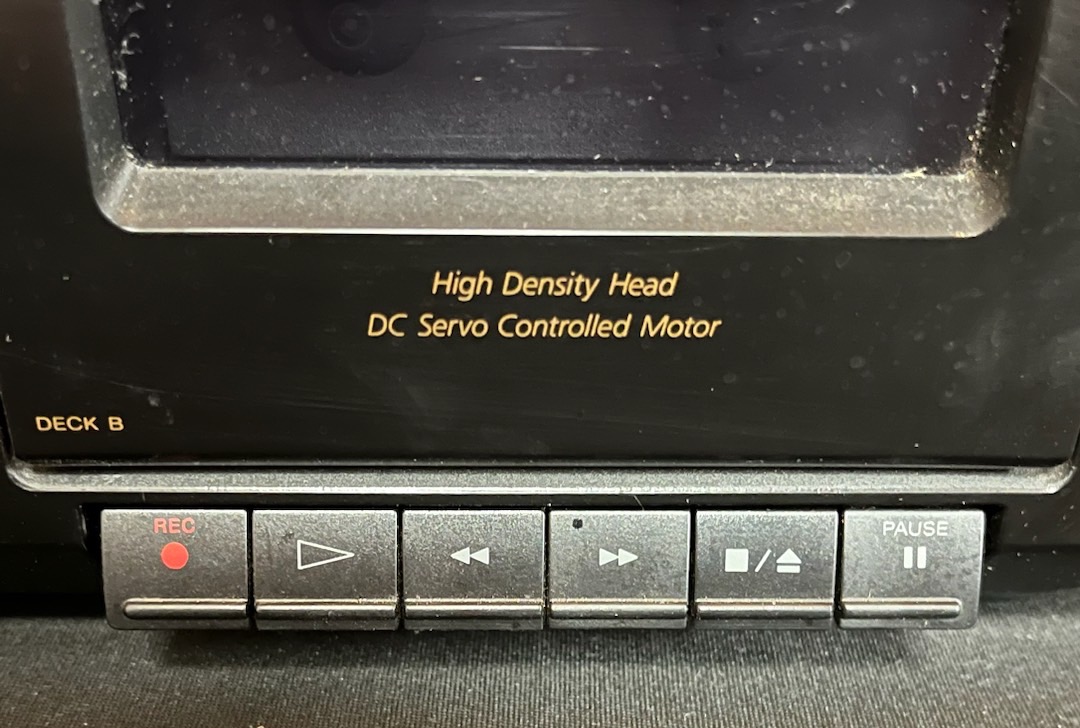 High Density Head
DC Servo Controlled Motor
DECK B
REC
PAUSE